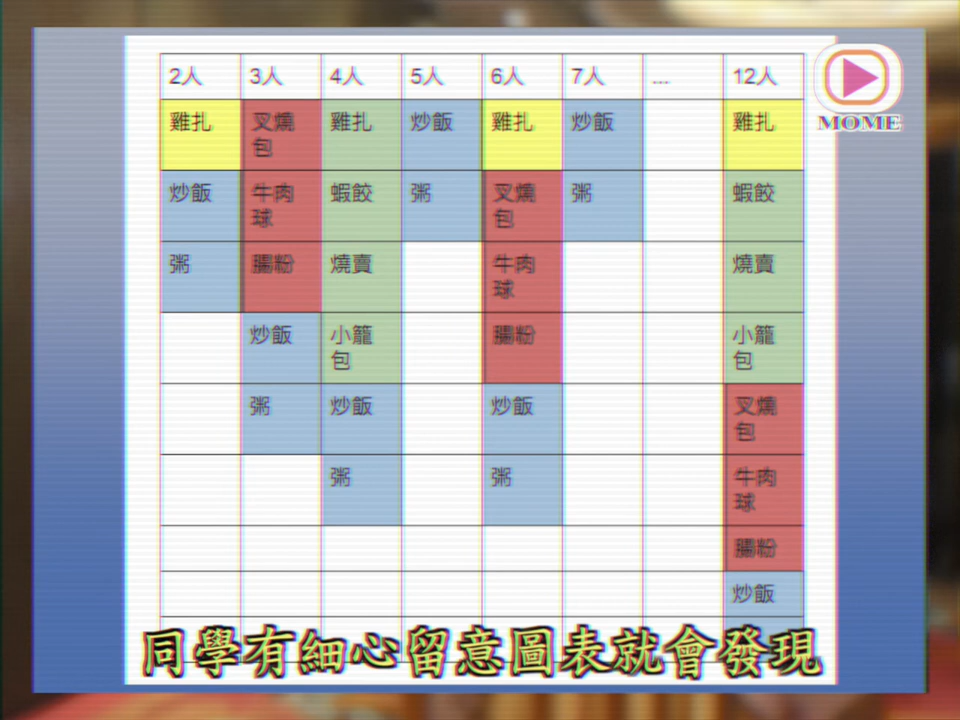 2人 3人 4人 5人 6人 7人 ... 12人
MOME
雞扎 叉燒包 雞扎 炒飯 雞扎 炒飯 雞扎
炒飯 牛肉球 蝦餃 粥 叉燒包 粥 蝦餃
粥 腸粉 燒賣 牛肉球 燒賣
炒飯 小籠包 腸粉 小籠包
粥 炒飯 炒飯 叉燒包
粥 粥 牛肉球
腸粉
炒飯
同學有細心留意圖表就會發現